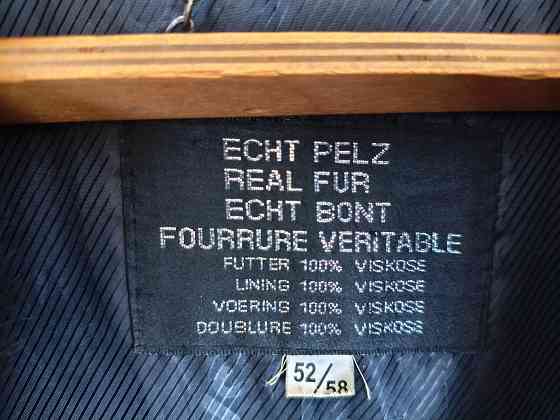 ECHT PELZ
REAL FUR
ECHT BONT
FOURRURE VERITABLE
FUTTER 100% VISKOSE
LINING 100% VISKOSE
VOERING 100% VISKOSE
DOUBLURE 100% VISKOSE
52/58